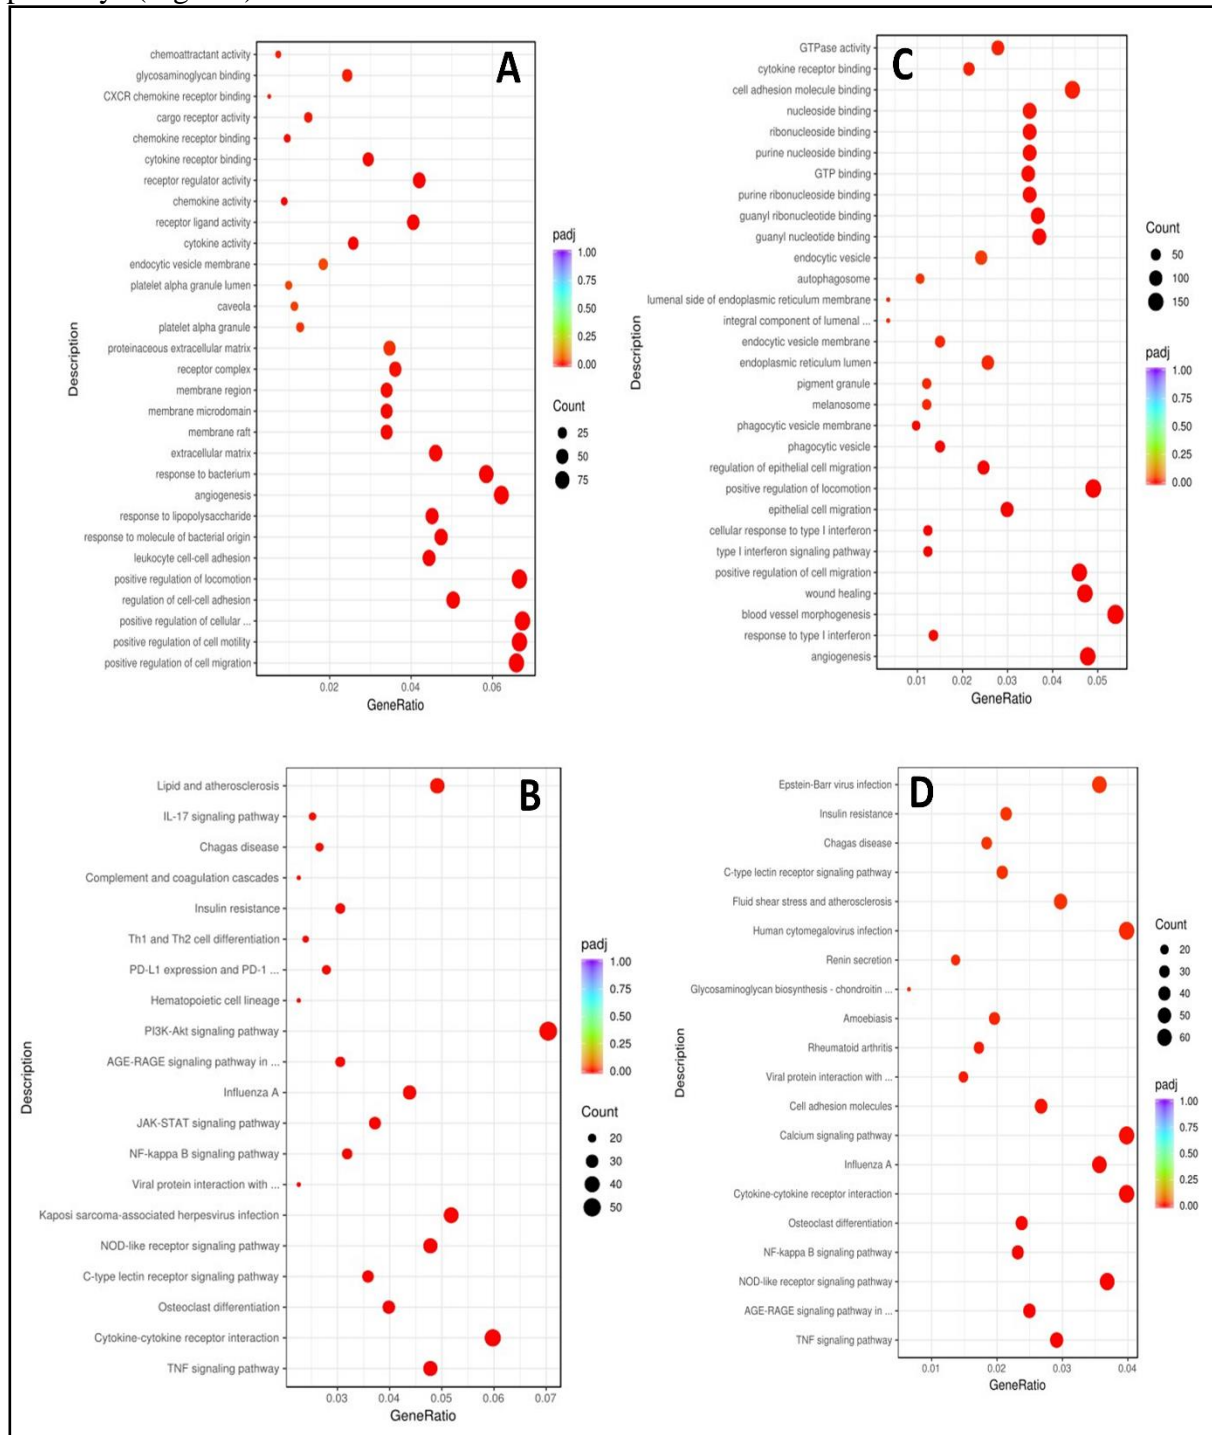 chemoattractant activity
glycosaminoglycan binding
CXCR chemokine receptor binding
cargo receptor activity
chemokine receptor binding
cytokine receptor binding
receptor regulator activity
chemokine activity
receptor ligand activity
cytokine activity
endocytic vesicle membrane
platelet alpha granule lumen
caveola
platelet alpha granule
proteinaceous extracellular matrix
receptor complex
membrane region
membrane microdomain
membrane raft
extracellular matrix
response to bacterium
angiogenesis
response to lipopolysaccharide
response to molecule of bacterial origin
leukocyte cell-cell adhesion
positive regulation of locomotion
regulation of cell-cell adhesion
positive regulation of cellular ...
positive regulation of cell motility
positive regulation of cell migration
Description
A
0.02 0.04 0.06
GeneRatio
padj
1.00
0.75
0.50
0.25
0.00
Count
25
50
75
GTPase activity
cytokine receptor binding
cell adhesion molecule binding
nucleoside binding
ribonucleoside binding
purine nucleoside binding
GTP binding
purine ribonucleoside binding
guanyl ribonucleotide binding
guanyl nucleotide binding
endocytic vesicle
autophagosome
lumenal side of endoplasmic reticulum membrane
integral component of lumenal ...
endocytic vesicle membrane
endoplasmic reticulum lumen
pigment granule
melanosome
phagocytic vesicle membrane
phagocytic vesicle
regulation of epithelial cell migration
positive regulation of locomotion
epithelial cell migration
cellular response to type I interferon
type I interferon signaling pathway
positive regulation of cell migration
wound healing
blood vessel morphogenesis
response to type I interferon
angiogenesis
Description
C
0.01 0.02 0.03 0.04 0.05
GeneRatio
Count
50
100
150
padj
1.00
0.75
0.50
0.25
0.00
Lipid and atherosclerosis
IL-17 signaling pathway
Chagas disease
Complement and coagulation cascades
Insulin resistance
Th1 and Th2 cell differentiation
PD-L1 expression and PD-1 ...
Hematopoietic cell lineage
PI3K-Akt signaling pathway
AGE-RAGE signaling pathway in ...
Influenza A
JAK-STAT signaling pathway
NF-kappa B signaling pathway
Viral protein interaction with ...
Kaposi sarcoma-associated herpesvirus infection
NOD-like receptor signaling pathway
C-type lectin receptor signaling pathway
Osteoclast differentiation
Cytokine-cytokine receptor interaction
TNF signaling pathway
Description
B
0.03 0.04 0.05 0.06 0.07
GeneRatio
padj
1.00
0.75
0.50
0.25
0.00
Count
20
30
40
50
Epstein-Barr virus infection
Insulin resistance
Chagas disease
C-type lectin receptor signaling pathway
Fluid shear stress and atherosclerosis
Human cytomegalovirus infection
Renin secretion
Glycosaminoglycan biosynthesis - chondroitin ...
Amoebiasis
Rheumatoid arthritis
Viral protein interaction with ...
Cell adhesion molecules
Calcium signaling pathway
Influenza A
Cytokine-cytokine receptor interaction
Osteoclast differentiation
NF-kappa B signaling pathway
NOD-like receptor signaling pathway
AGE-RAGE signaling pathway in ...
TNF signaling pathway
Description
D
0.01 0.02 0.03 0.04
GeneRatio
Count
20
30
40
50
60
padj
1.00
0.75
0.50
0.25
0.00